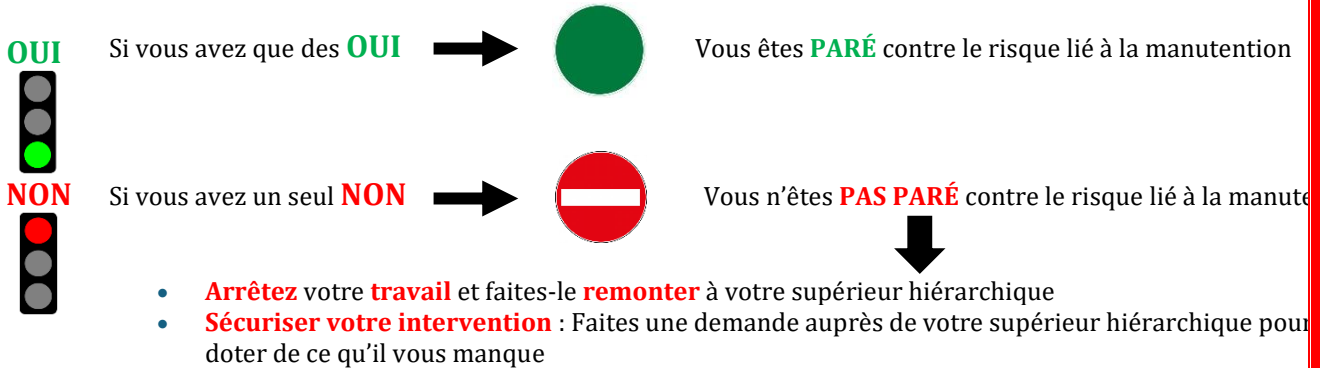 OUI Si vous avez que des OUI Vous êtes PARÉ contre le risque lié à la manutention
NON Si vous avez un seul NON Vous n’êtes PAS PARÉ contre le risque lié à la
• Arrêtez votre travail et faites-le remonter à votre supérieur hiérarchique
• Sécuriser votre intervention : Faites une demande auprès de votre supérieur hiérarchique pour
doter de ce qu’il vous manque